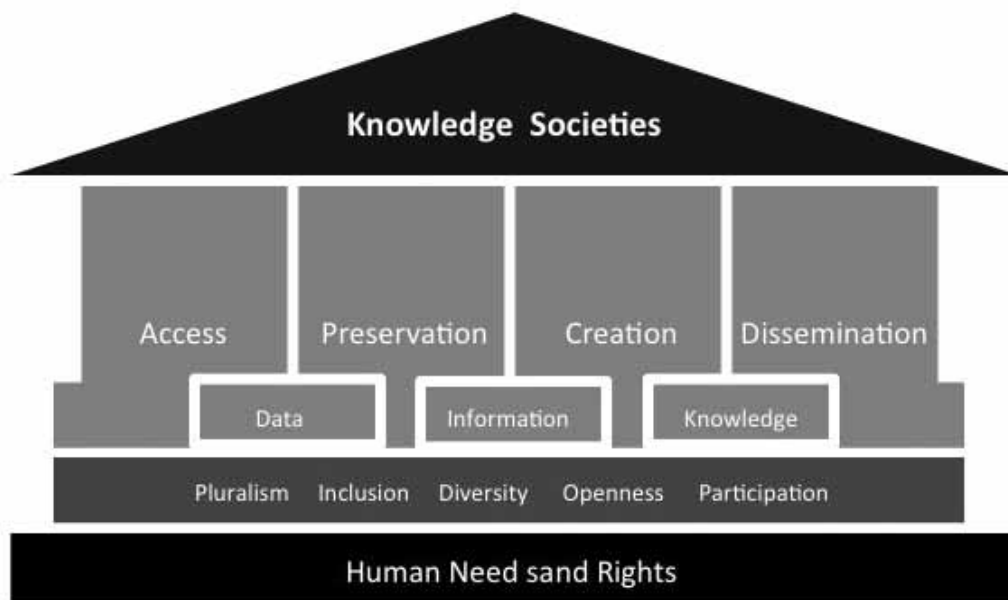 Knowledge Societies
Access Preservation Creation Dissemination
Data Information Knowledge
Pluralism Inclusion Diversity Openness Participation
Human Need sand Rights